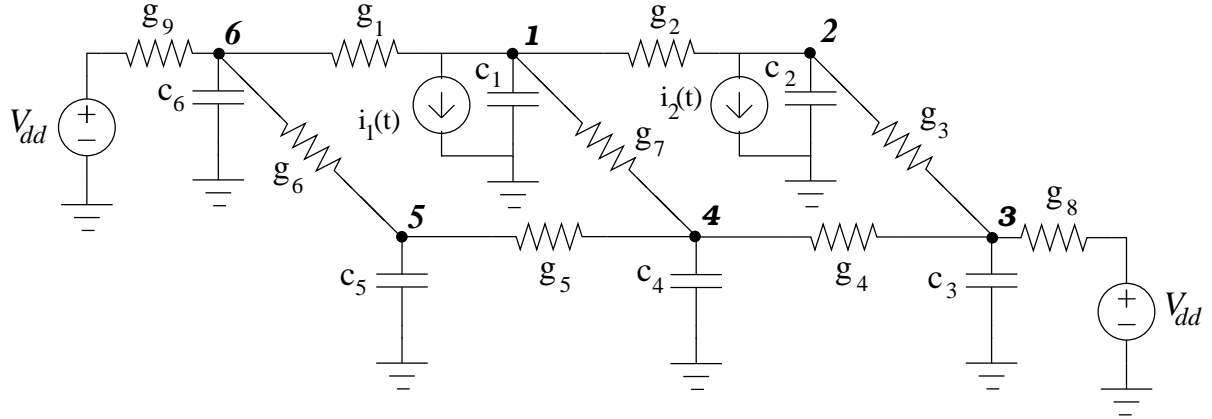 g9 6 g1 1 g2 2
c6 c1 c2
Vdd + − i1(t) i2(t) g3
g6 g7
5 4 3 g8
c5 g5 c4 g4 c3
+ − Vdd